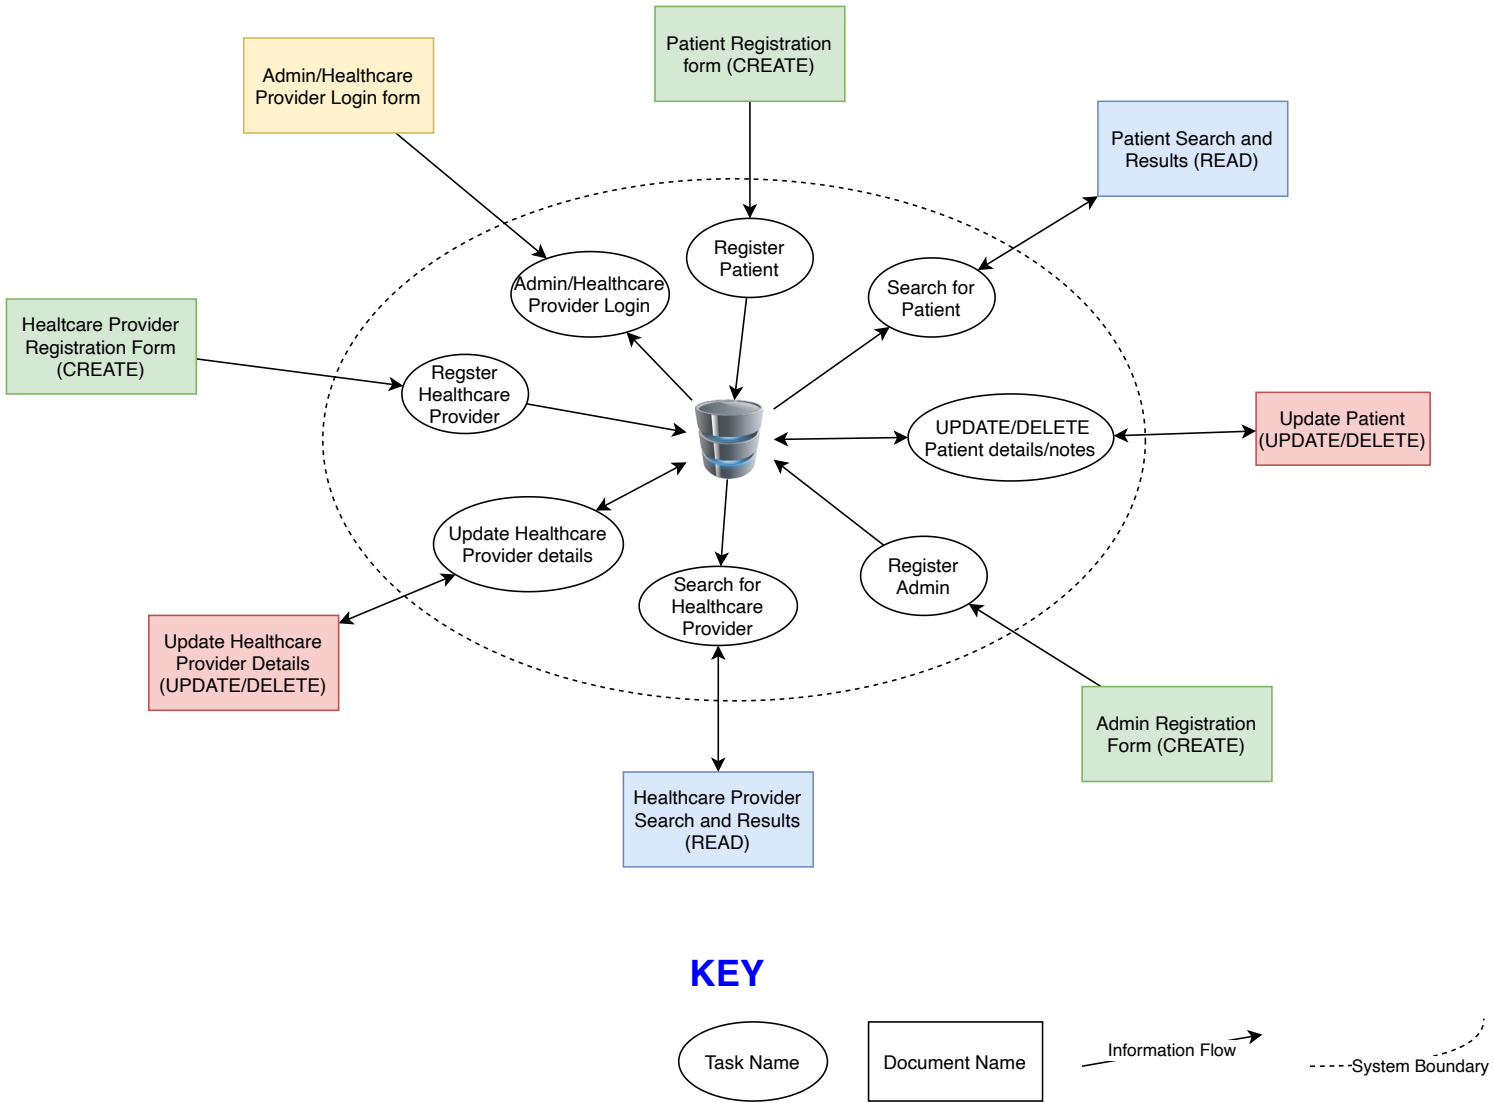 Patient Registration
form (CREATE)
Admin/Healthcare
Provider Login form
Patient Search and
Results (READ)
Register
Patient
Admin/Healthcare
Provider Login
Search for
Patient
Healtcare Provider
Registration Form
(CREATE)
Regster
Healthcare
Provider
UPDATE/DELETE
Patient details/notes
Update Patient
(UPDATE/DELETE)
Update Healthcare
Provider details
Register
Admin
Search for
Healthcare
Provider
Update Healthcare
Provider Details
(UPDATE/DELETE)
Admin Registration
Form (CREATE)
Healthcare Provider
Search and Results
(READ)
KEY
Task Name
Document Name
Information Flow
System Boundary